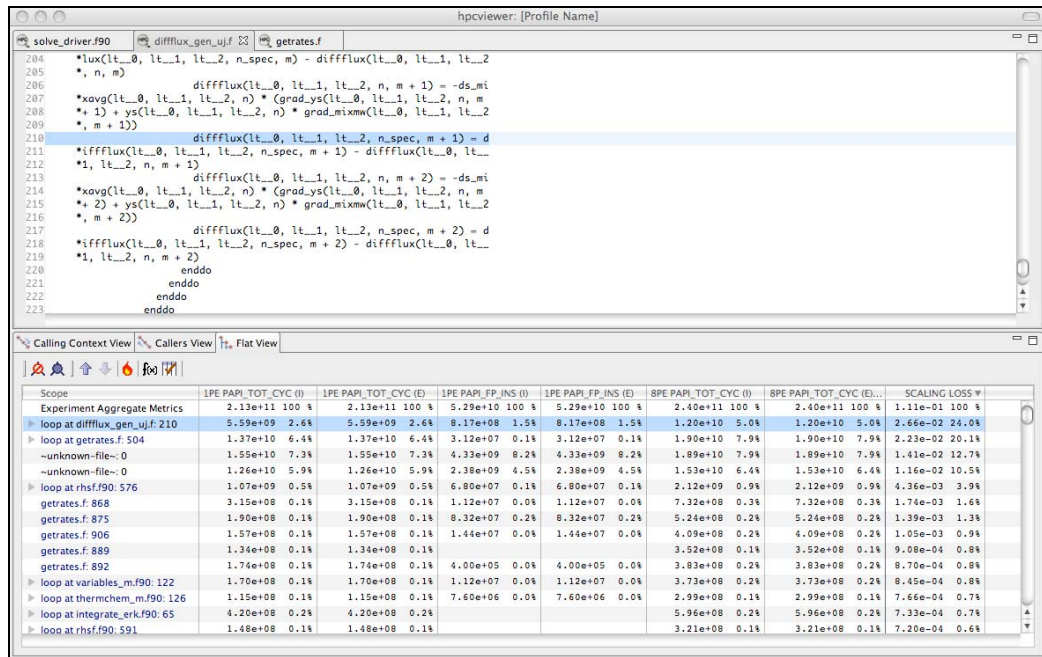 hpcviewer: [Profile Name]
solve_driver.f90 diffflux_gen_uj.f getrates.f
204 *lux(lt__0, lt__1, lt__2, n_spec, m) - diffflux(lt__0, lt__1, lt__2
205 *, n, m)
206 diffflux(lt__0, lt__1, lt__2, n, m + 1) = -ds_mi
207 *xavg(lt__0, lt__1, lt__2, n) * (grad_ys(lt__0, lt__1, lt__2, n, m
208 *+ 1) + ys(lt__0, lt__1, lt__2, n) * grad_mixmw(lt__0, lt__1, lt__2
209 *, m + 1))
210 diffflux(lt__0, lt__1, lt__2, n_spec, m + 1) = d
211 *iffflux(lt__0, lt__1, lt__2, n_spec, m + 1) - diffflux(lt__0, lt__
212 *1, lt__2, n, m + 1)
213 diffflux(lt__0, lt__1, lt__2, n, m + 2) = -ds_mi
214 *xavg(lt__0, lt__1, lt__2, n) * (grad_ys(lt__0, lt__1, lt__2, n, m
215 *+ 2) + ys(lt__0, lt__1, lt__2, n) * grad_mixmw(lt__0, lt__1, lt__2
216 *, m + 2))
217 diffflux(lt__0, lt__1, lt__2, n_spec, m + 2) = d
218 *iffflux(lt__0, lt__1, lt__2, n_spec, m + 2) - diffflux(lt__0, lt__
219 *1, lt__2, n, m + 2)
220 enddo
221 enddo
222 enddo
223 enddo
Calling Context View Callers View Flat View
f(x)
Scope 1PE PAPI_TOT_CYC (I) 1PE PAPI_TOT_CYC (E) 1PE PAPI_FP_INS (I) 1PE PAPI_FP_INS (E) 8PE PAPI_TOT_CYC (I) 8PE PAPI_TOT_CYC (E)... SCALING LOSS
Experiment Aggregate Metrics 2.13e+11 100 % 2.13e+11 100 % 5.29e+10 100 % 5.29e+10 100 % 2.40e+11 100 % 2.40e+11 100 % 1.11e-01 100 %
loop at diffflux_gen_uj.f: 210 5.59e+09 2.6% 5.59e+09 2.6% 8.17e+08 1.5% 8.17e+08 1.5% 1.20e+10 5.0% 1.20e+10 5.0% 2.66e-02 24.0%
loop at getrates.f: 504 1.37e+10 6.4% 1.37e+10 6.4% 3.12e+07 0.1% 3.12e+07 0.1% 1.90e+10 7.9% 1.90e+10 7.9% 2.23e-02 20.1%
~unknown-file~: 0 1.55e+10 7.3% 1.55e+10 7.3% 4.33e+09 8.2% 4.33e+09 8.2% 1.89e+10 7.9% 1.89e+10 7.9% 1.41e-02 12.7%
~unknown-file~: 0 1.26e+10 5.9% 1.26e+10 5.9% 2.38e+09 4.5% 2.38e+09 4.5% 1.53e+10 6.4% 1.53e+10 6.4% 1.16e-02 10.5%
loop at rhsf.f90: 576 1.07e+09 0.5% 1.07e+09 0.5% 6.80e+07 0.1% 6.80e+07 0.1% 2.12e+09 0.9% 2.12e+09 0.9% 4.36e-03 3.9%
getrates.f: 868 3.15e+08 0.1% 3.15e+08 0.1% 1.12e+07 0.0% 1.12e+07 0.0% 7.32e+08 0.3% 7.32e+08 0.3% 1.74e-03 1.6%
getrates.f: 875 1.90e+08 0.1% 1.90e+08 0.1% 8.32e+07 0.2% 8.32e+07 0.2% 5.24e+08 0.2% 5.24e+08 0.2% 1.39e-03 1.3%
getrates.f: 906 1.57e+08 0.1% 1.57e+08 0.1% 1.44e+07 0.0% 1.44e+07 0.0% 4.09e+08 0.2% 4.09e+08 0.2% 1.05e-03 0.9%
getrates.f: 889 1.34e+08 0.1% 1.34e+08 0.1% 3.52e+08 0.1% 3.52e+08 0.1% 9.08e-04 0.8%
getrates.f: 892 1.74e+08 0.1% 1.74e+08 0.1% 4.00e+05 0.0% 4.00e+05 0.0% 3.83e+08 0.2% 3.83e+08 0.2% 8.70e-04 0.8%
loop at variables_m.f90: 122 1.70e+08 0.1% 1.70e+08 0.1% 1.12e+07 0.0% 1.12e+07 0.0% 3.73e+08 0.2% 3.73e+08 0.2% 8.45e-04 0.8%
loop at thermchem_m.f90: 126 1.15e+08 0.1% 1.15e+08 0.1% 7.60e+06 0.0% 7.60e+06 0.0% 2.99e+08 0.1% 2.99e+08 0.1% 7.66e-04 0.7%
loop at integrate_erk.f90: 65 4.20e+08 0.2% 4.20e+08 0.2% 5.96e+08 0.2% 5.96e+08 0.2% 7.33e-04 0.7%
loop at rhsf.f90: 591 1.48e+08 0.1% 1.48e+08 0.1% 3.21e+08 0.1% 3.21e+08 0.1% 7.20e-04 0.6%